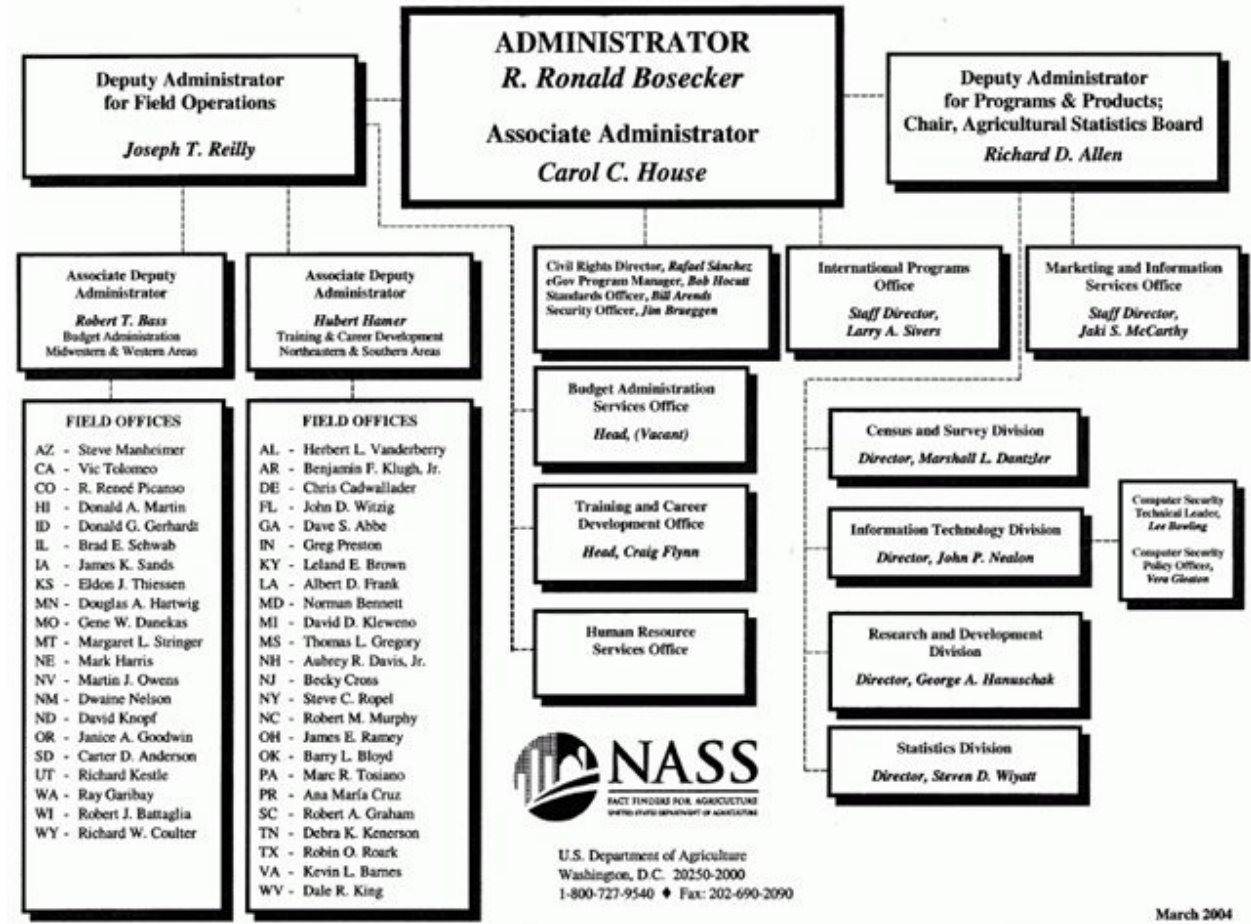 ADMINISTRATOR
R. Ronald Bosecker
Associate Administrator
Carol C. House
Deputy Administrator
for Field Operations
Joseph T. Reilly
Deputy Administrator
for Programs & Products;
Chair, Agricultural Statistics Board
Richard D. Allen
Associate Deputy
Administrator
Robert T. Bass
Budget Administration
Midwestern & Western Areas
Associate Deputy
Administrator
Hubert Hamer
Training & Career Development
Northeastern & Southern Areas
Civil Rights Director, Rafael Sánchez
eGov Program Manager, Bob Hocutt
Standards Officer, Bill Arends
Security Officer, Jim Brueggen
International Programs
Office
Staff Director,
Larry A. Sivers
Marketing and Information
Services Office
Staff Director,
Jaki S. McCarthy
FIELD OFFICES
AZ - Steve Manheimer
CA - Vic Tolomeo
CO - R. Reneé Picanso
HI - Donald A. Martin
ID - Donald G. Gerhardt
IL - Brad E. Schwab
IA - James K. Sands
KS - Eldon J. Thiessen
MN - Douglas A. Hartwig
MO - Gene W. Danekas
MT - Margaret L. Stringer
NE - Mark Harris
NV - Martin J. Owens
NM - Dwaine Nelson
ND - David Knopf
OR - Janice A. Goodwin
SD - Carter D. Anderson
UT - Richard Kestle
WA - Ray Garibay
WI - Robert J. Battaglia
WY - Richard W. Coulter
FIELD OFFICES
AL - Herbert L. Vanderberry
AR - Benjamin F. Klugh, Jr.
DE - Chris Cadwallader
FL - John D. Witzig
GA - Dave S. Abbe
IN - Greg Preston
KY - Leland E. Brown
LA - Albert D. Frank
MD - Norman Bennett
MI - David D. Kleweno
MS - Thomas L. Gregory
NH - Aubrey R. Davis, Jr.
NJ - Becky Cross
NY - Steve C. Ropel
NC - Robert M. Murphy
OH - James E. Ramey
OK - Barry L. Bloyd
PA - Marc R. Tosiano
PR - Ana María Cruz
SC - Robert A. Graham
TN - Debra K. Kenerson
TX - Robin O. Roark
VA - Kevin L. Barnes
WV - Dale R. King
Budget Administration
Services Office
Head, (Vacant)
Training and Career
Development Office
Head, Craig Flynn
Human Resource
Services Office
Census and Survey Division
Director, Marshall L. Dantzler
Information Technology Division
Director, John P. Nealon
Computer Security
Technical Leader,
Lee Bowling
Computer Security
Policy Officer,
Vera Gleaton
Research and Development
Division
Director, George A. Hanuschak
Statistics Division
Director, Steven D. Wiyatt
NASS
FACT FINDERS FOR AGRICULTURE
UNITED STATES DEPARTMENT OF AGRICULTURE
U.S. Department of Agriculture
Washington, D.C. 20250-2000
1-800-727-9540 ♦ Fax: 202-690-2090
March 2004